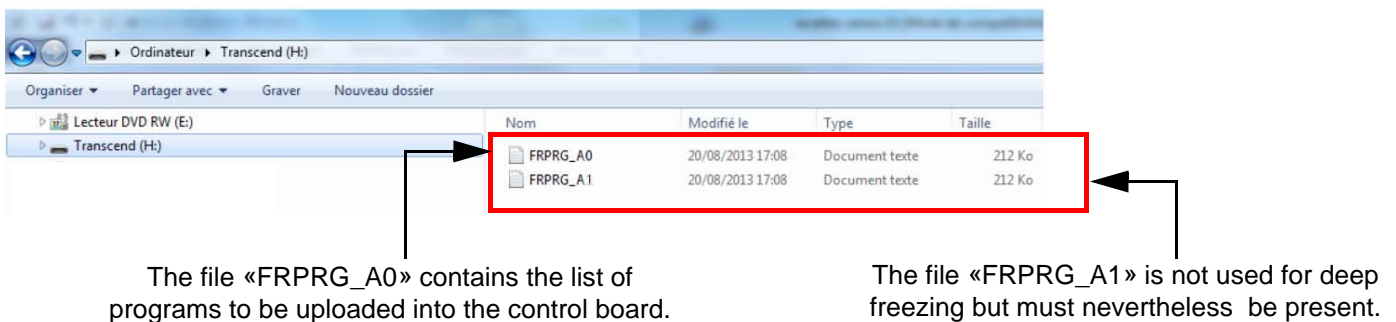 Ordinateur Transcend (H:)
Organiser Partager avec Graver Nouveau dossier
Lecteur DVD RW (E:)
Transcend (H:)
Nom Modifié le Type Taille
FRPRG_A0 20/08/2013 17:08 Document texte 212 Ko
FRPRG_A1 20/08/2013 17:08 Document texte 212 Ko
The file «FRPRG_A0» contains the list of
programs to be uploaded into the control board.
The file «FRPRG_A1» is not used for deep
freezing but must nevertheless be present.